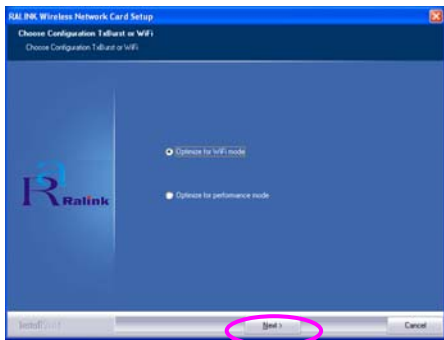 RALINK Wireless Network Card Setup
Choose Configuration TxBurst or WiFi
Choose Configuration TxBurst or WiFi
Optimize for WiFi mode
Ralink
Optimize for performance mode
InstallShield
Next >
Cancel